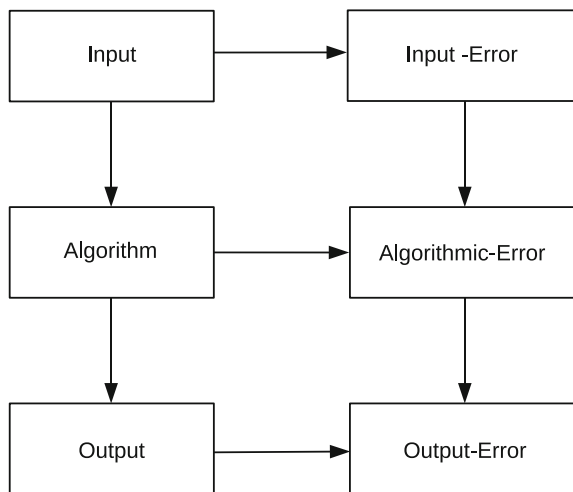 Input
Input -Error
Algorithm
Algorithmic-Error
Output
Output-Error